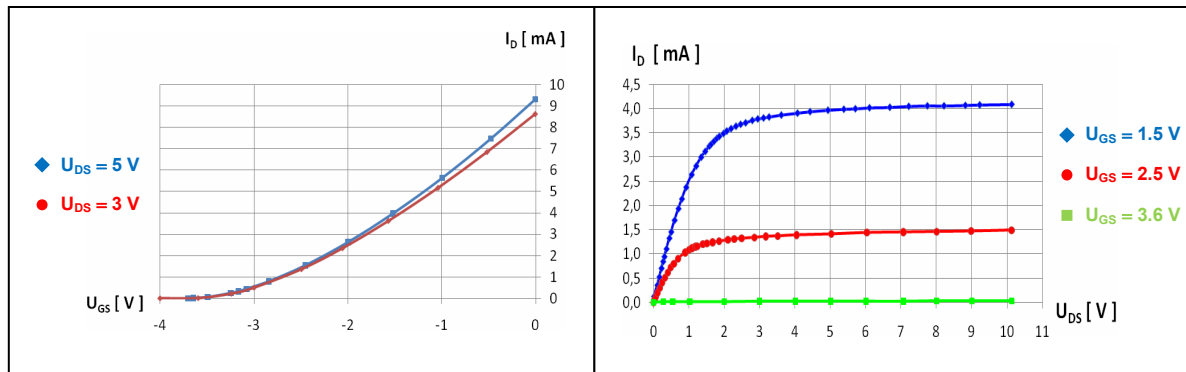 I_D [ mA ]
10
9
8
7
6
5
4
3
2
1
0
U_DS = 5 V
U_DS = 3 V
U_GS [ V ]
-4 -3 -2 -1 0
I_D [ mA ]
4,5
4,0
3,5
3,0
2,5
2,0
1,5
1,0
0,5
0,0
U_GS = 1.5 V
U_GS = 2.5 V
U_GS = 3.6 V
U_DS [ V ]
0 1 2 3 4 5 6 7 8 9 10 11